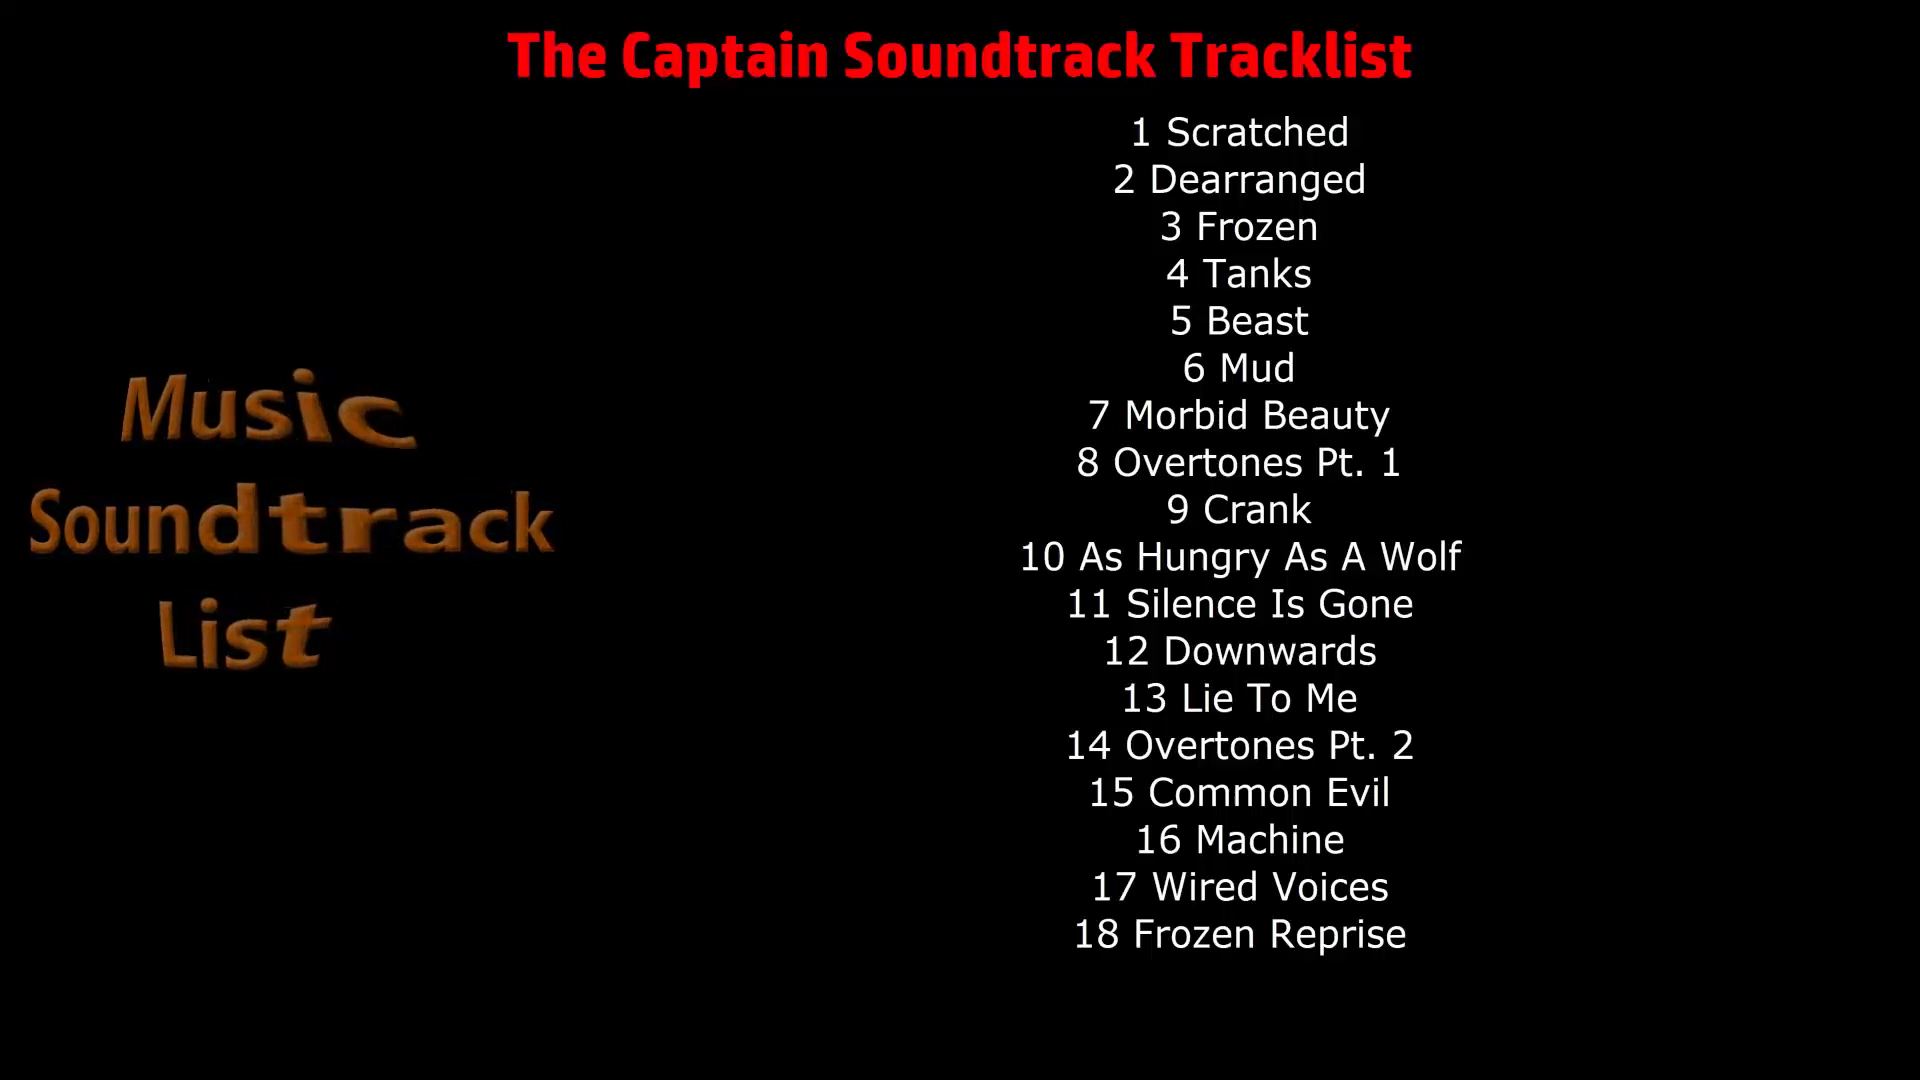 The Captain Soundtrack Tracklist
1 Scratched
2 Dearranged
3 Frozen
4 Tanks
5 Beast
6 Mud
7 Morbid Beauty
8 Overtones Pt. 1
9 Crank
10 As Hungry As A Wolf
11 Silence Is Gone
12 Downwards
13 Lie To Me
14 Overtones Pt. 2
15 Common Evil
16 Machine
17 Wired Voices
18 Frozen Reprise
Music
Soundtrack
List